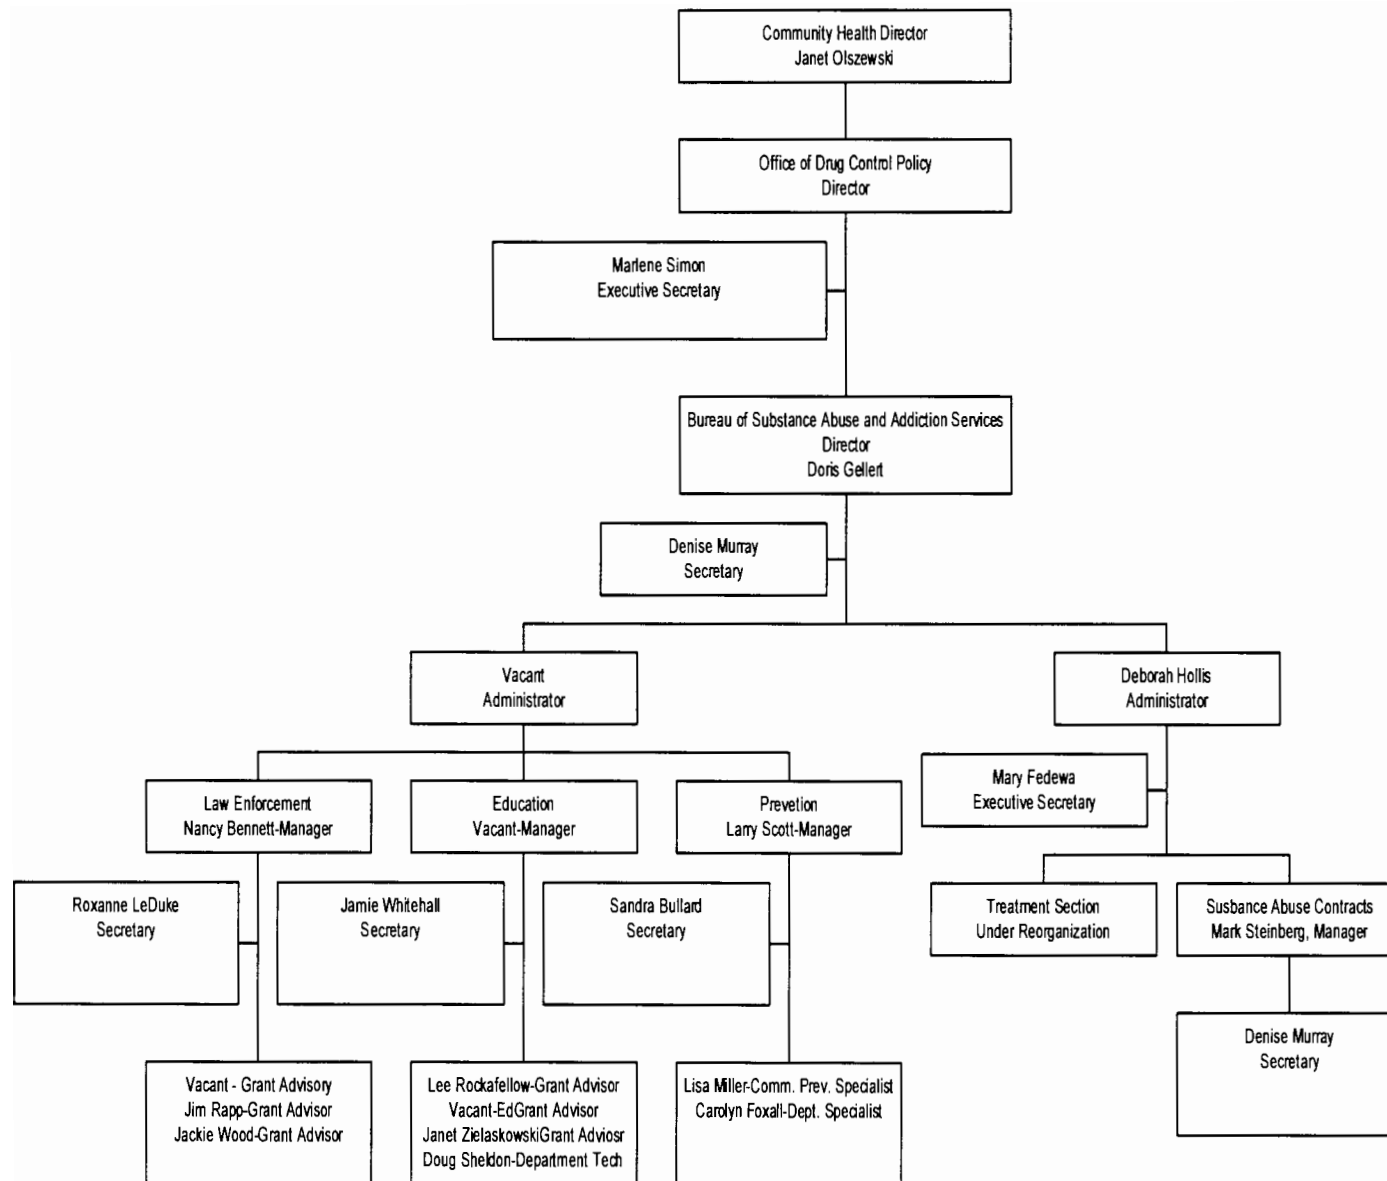 Community Health Director
Janet Olszewski
Office of Drug Control Policy
Director
Marlene Simon
Executive Secretary
Bureau of Substance Abuse and Addiction Services
Director
Doris Gellert
Denise Murray
Secretary
Vacant
Administrator
Deborah Hollis
Administrator
Law Enforcement
Nancy Bennett-Manager
Education
Vacant-Manager
Prevetion
Larry Scott-Manager
Mary Fedewa
Executive Secretary
Roxanne LeDuke
Secretary
Jamie Whitehall
Secretary
Sandra Bullard
Secretary
Treatment Section
Under Reorganization
Susbance Abuse Contracts
Mark Steinberg, Manager
Denise Murray
Secretary
Vacant - Grant Advisory
Jim Rapp-Grant Advisor
Jackie Wood-Grant Advisor
Lee Rockafellow-Grant Advisor
Vacant-EdGrant Advisor
Janet ZielaskowskiGrant Adviosr
Doug Sheldon-Department Tech
Lisa Miller-Comm. Prev. Specialist
Carolyn Foxall-Dept. Specialist